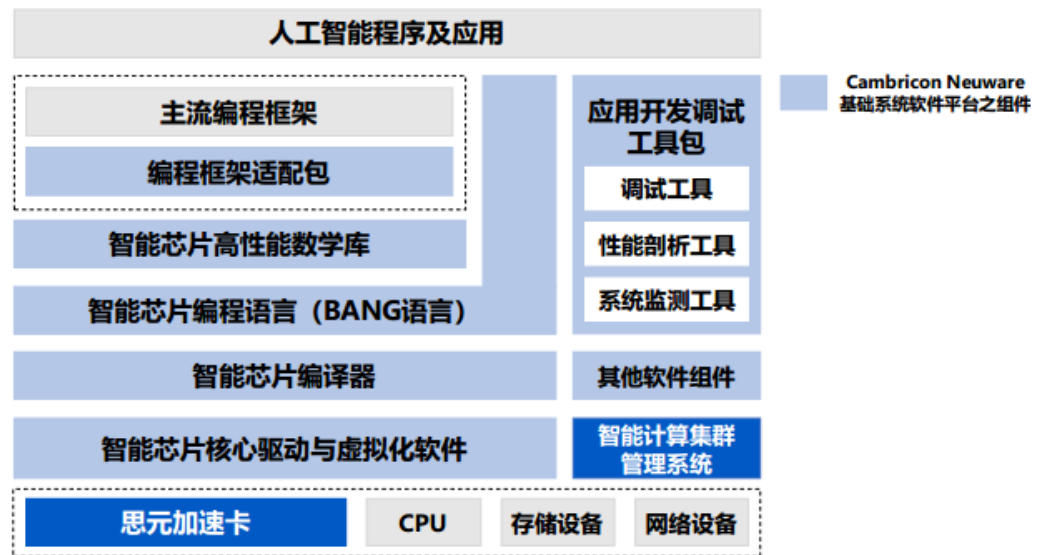 人工智能程序及应用
主流编程框架
编程框架适配包
智能芯片高性能数学库
智能芯片编程语言（BANG语言）
智能芯片编译器
智能芯片核心驱动与虚拟化软件
应用开发调试
工具包
调试工具
性能剖析工具
系统监测工具
其他软件组件
智能计算集群
管理系统
思元加速卡
CPU
存储设备
网络设备
Cambricon Neuware
基础系统软件平台之组件